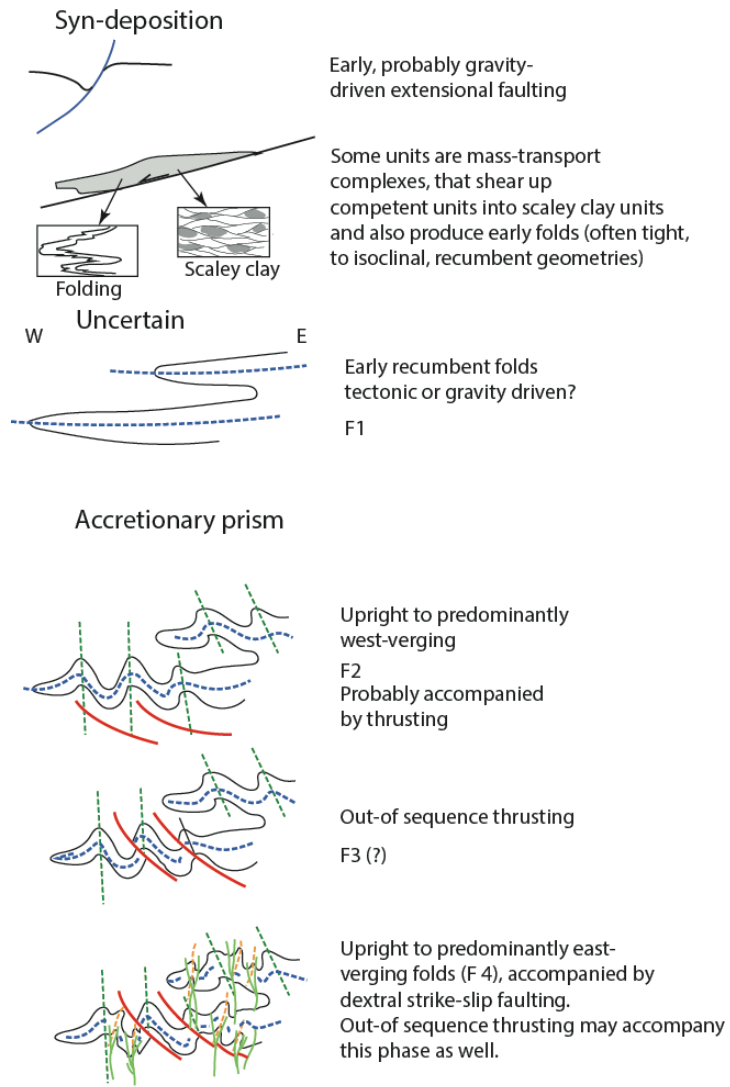 Syn-deposition
Early, probably gravity-
driven extensional faulting
Some units are mass-transport
complexes, that shear up
competent units into scaley clay units
and also produce early folds (often tight,
to isoclinal, recumbent geometries)
Folding
Scaley clay
Uncertain
W
E
Early recumbent folds
tectonic or gravity driven?
F1
Accretionary prism
Upright to predominantly
west-verging
F2
Probably accompanied
by thrusting
Out-of sequence thrusting
F3 (?)
Upright to predominantly east-
verging folds (F 4), accompanied by
dextral strike-slip faulting.
Out-of sequence thrusting may accompany
this phase as well.